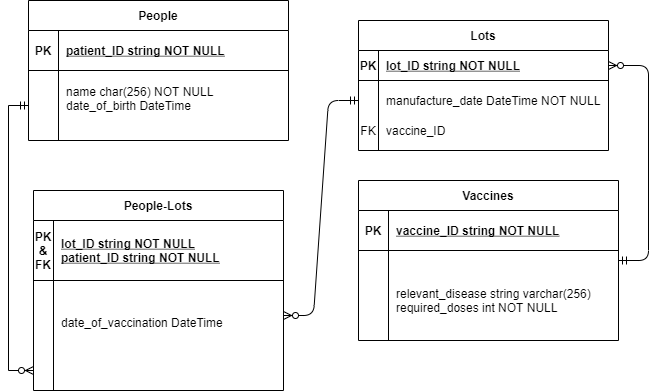 People
PK patient_ID string NOT NULL
name char(256) NOT NULL
date_of_birth DateTime
Lots
PK lot_ID string NOT NULL
manufacture_date DateTime NOT NULL
FK vaccine_ID
People-Lots
PK
&
FK
lot_ID string NOT NULL
patient_ID string NOT NULL
date_of_vaccination DateTime
Vaccines
PK vaccine_ID string NOT NULL
relevant_disease string varchar(256)
required_doses int NOT NULL